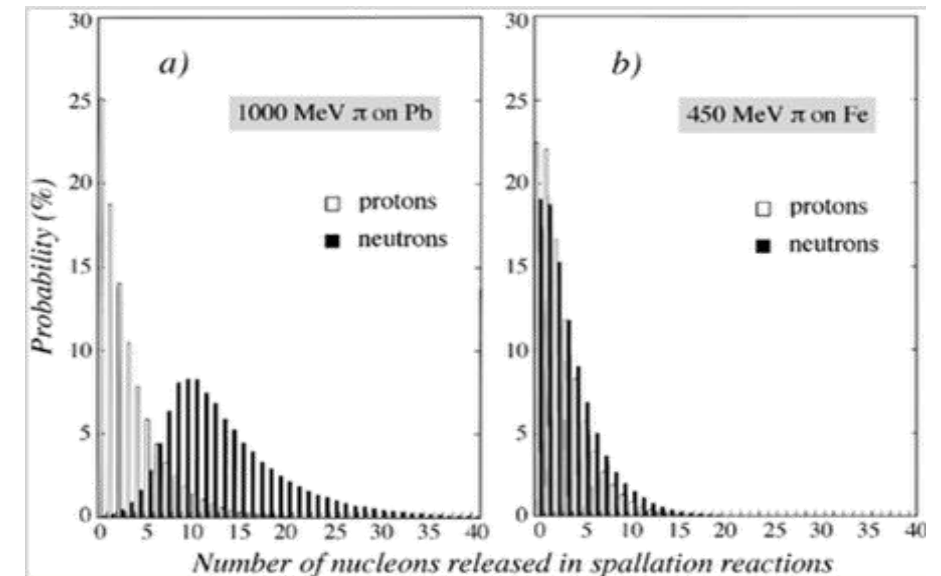 a)
1000 MeV π on Pb
protons
neutrons
Probability (%)
30
25
20
15
10
5
0
0 5 10 15 20 25 30 35 40
b)
450 MeV π on Fe
protons
neutrons
30
25
20
15
10
5
0
0 5 10 15 20 25 30 35 40
Number of nucleons released in spallation reactions